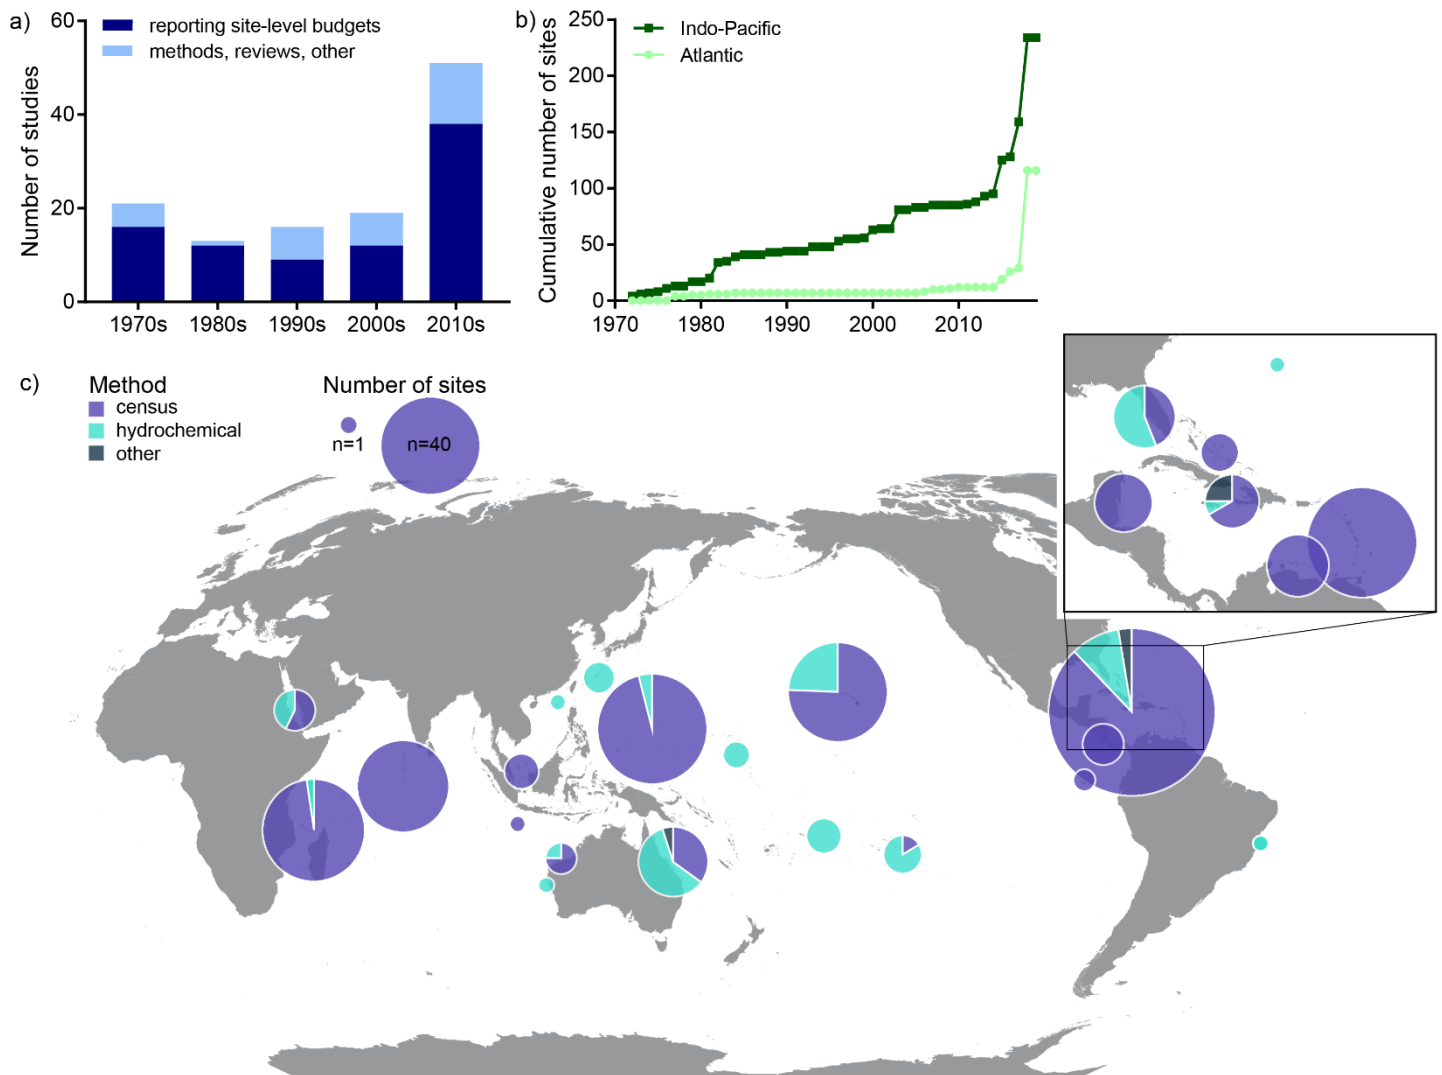 a)
60
40
20
0
Number of studies
reporting site-level budgets
methods, reviews, other
1970s 1980s 1990s 2000s 2010s
b)
250
200
150
100
50
0
Cumulative number of sites
Indo-Pacific
Atlantic
1970 1980 1990 2000 2010
c)
Method
census
hydrochemical
other
Number of sites
n=1
n=40